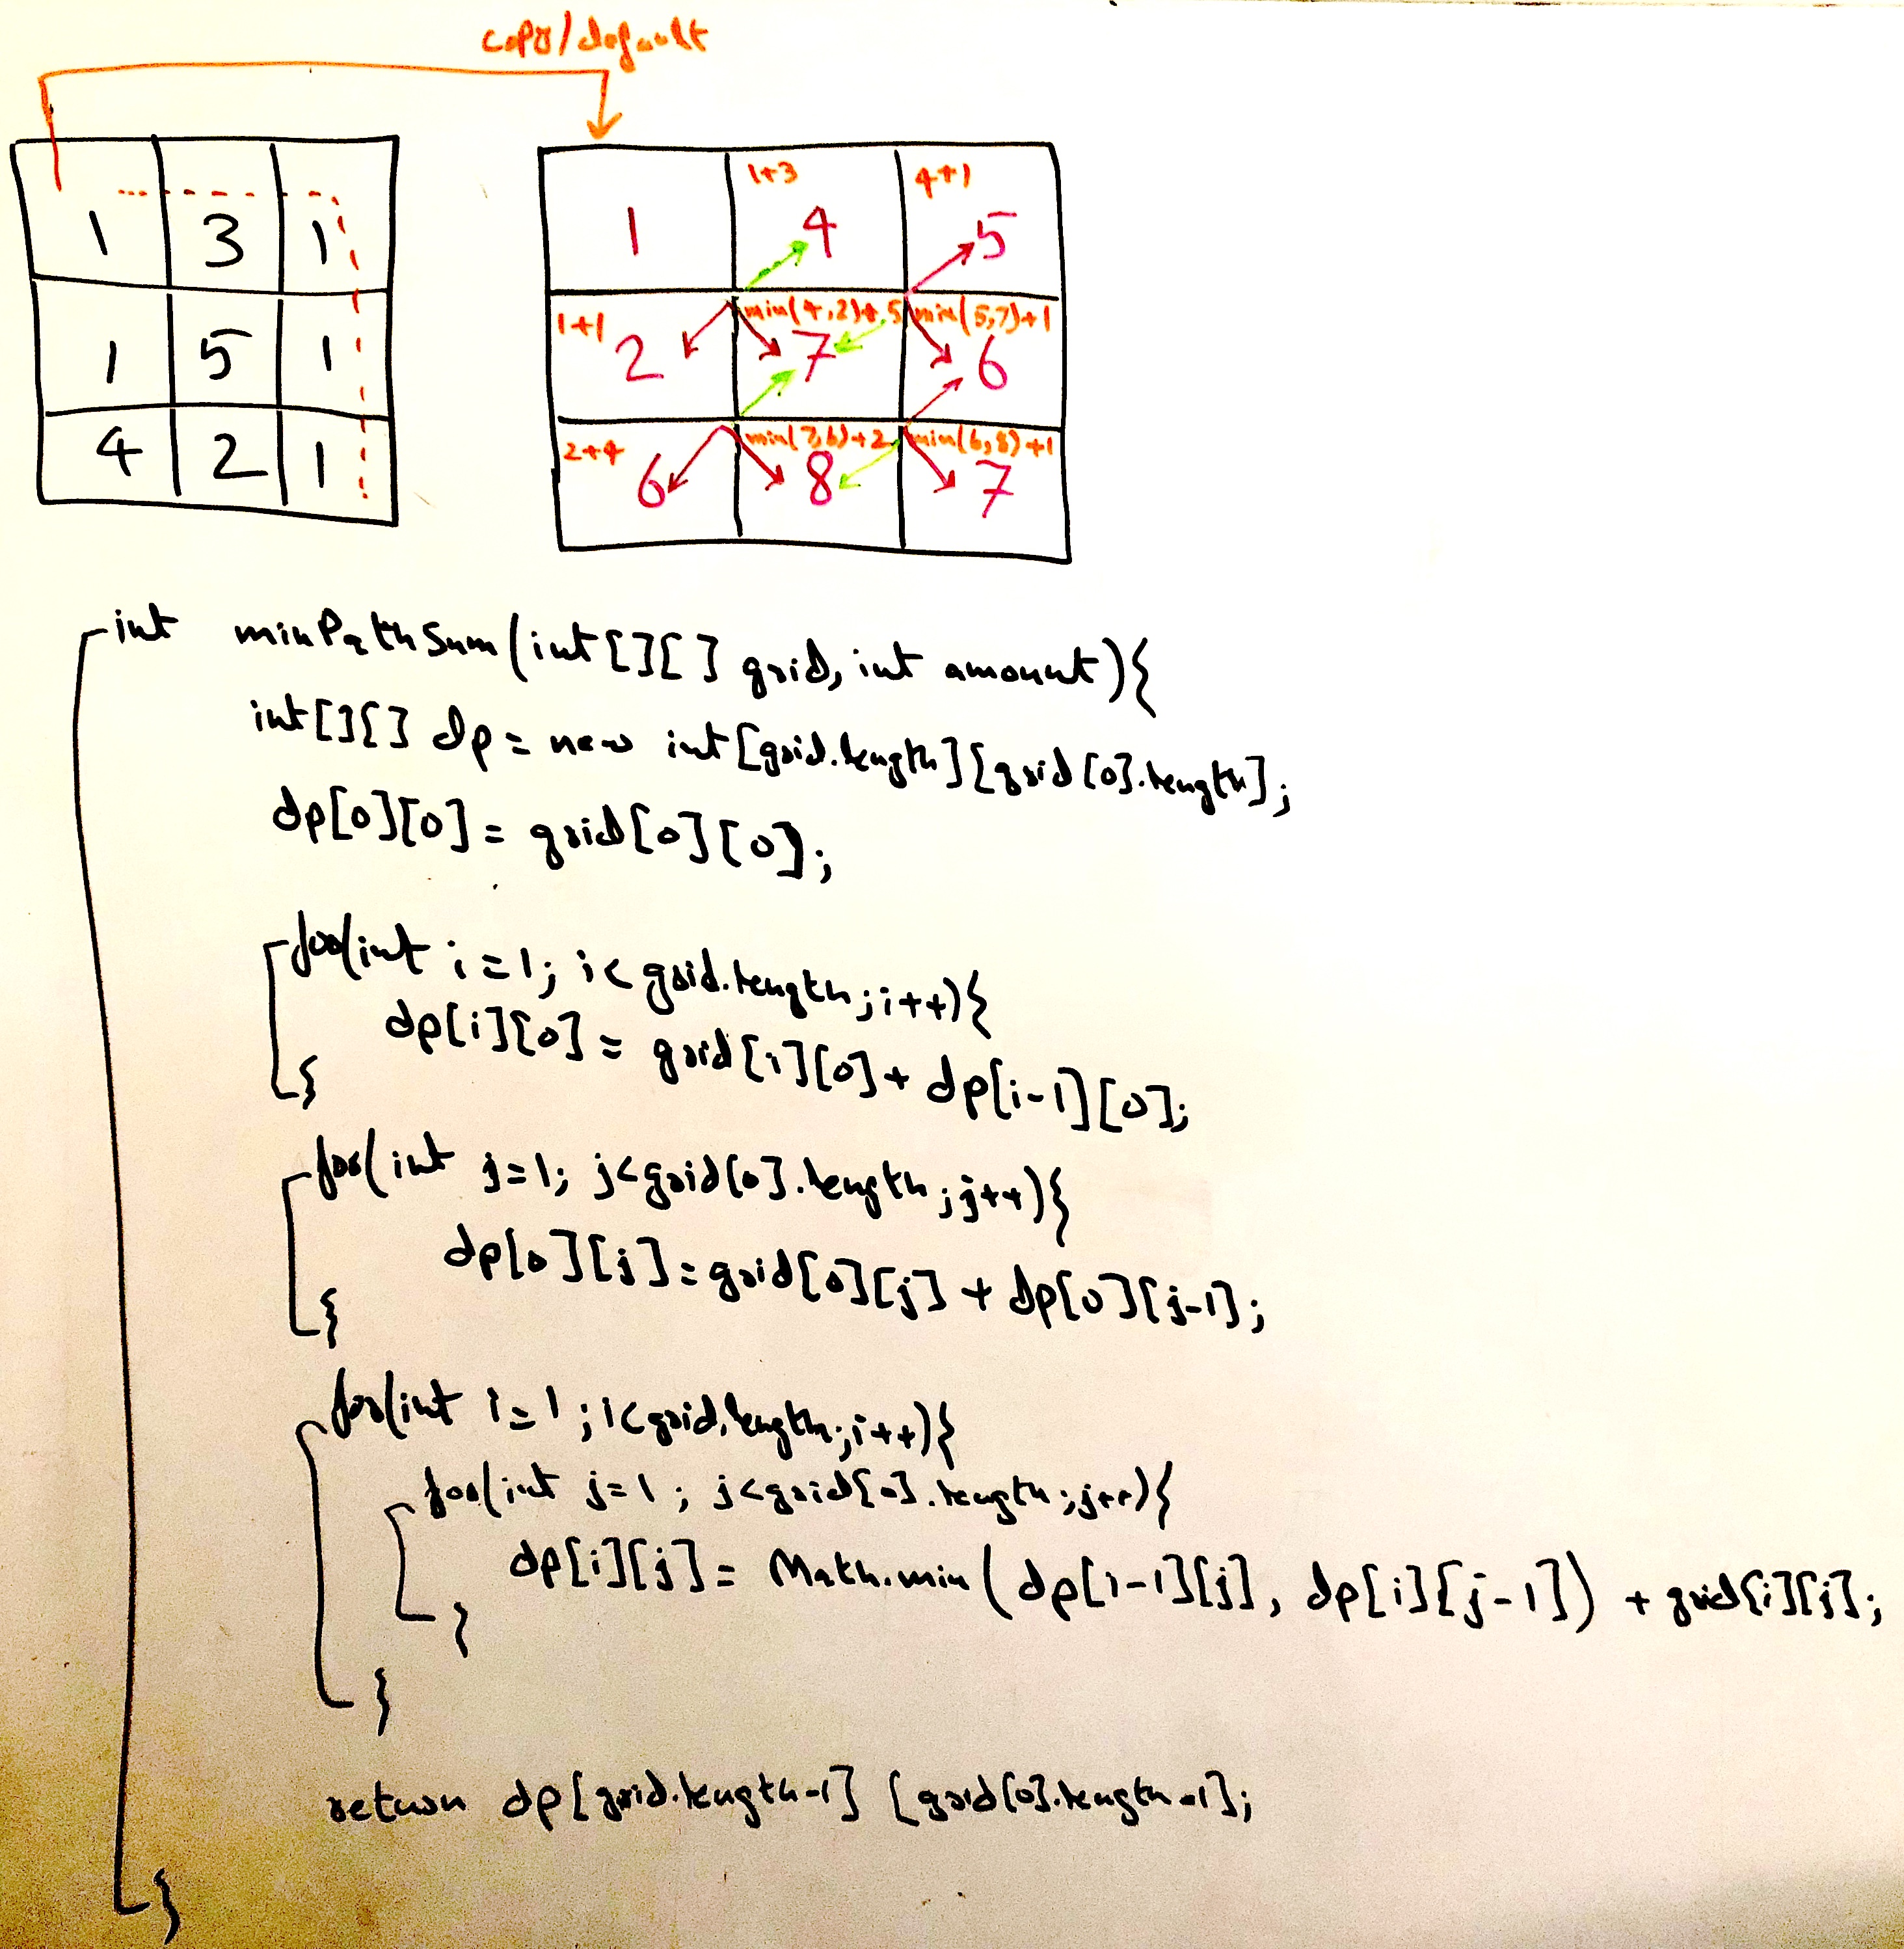 copy/default
1 3 1
1 5 1
4 2 1
1+3 4+1
1 4 5
1+1 min(4,2)+5 min(5,7)+1
2 7 6
2+4 min(7,6)+2 min(6,8)+1
6 8 7
int minPathSum(int[][] grid, int amount){
int[][] dp = new int[grid.length][grid[0].length];
dp[0][0] = grid[0][0];
for(int i=1; i<grid.length; i++){
dp[i][0] = grid[i][0] + dp[i-1][0];
}
for(int j=1; j<grid[0].length; j++){
dp[0][j] = grid[0][j] + dp[0][j-1];
}
for(int i=1; i<grid.length; i++){
for(int j=1; j<grid[0].length; j++){
dp[i][j] = Math.min(dp[i-1][j], dp[i][j-1]) + grid[i][j];
}
}
return dp[grid.length-1][grid[0].length-1];
}